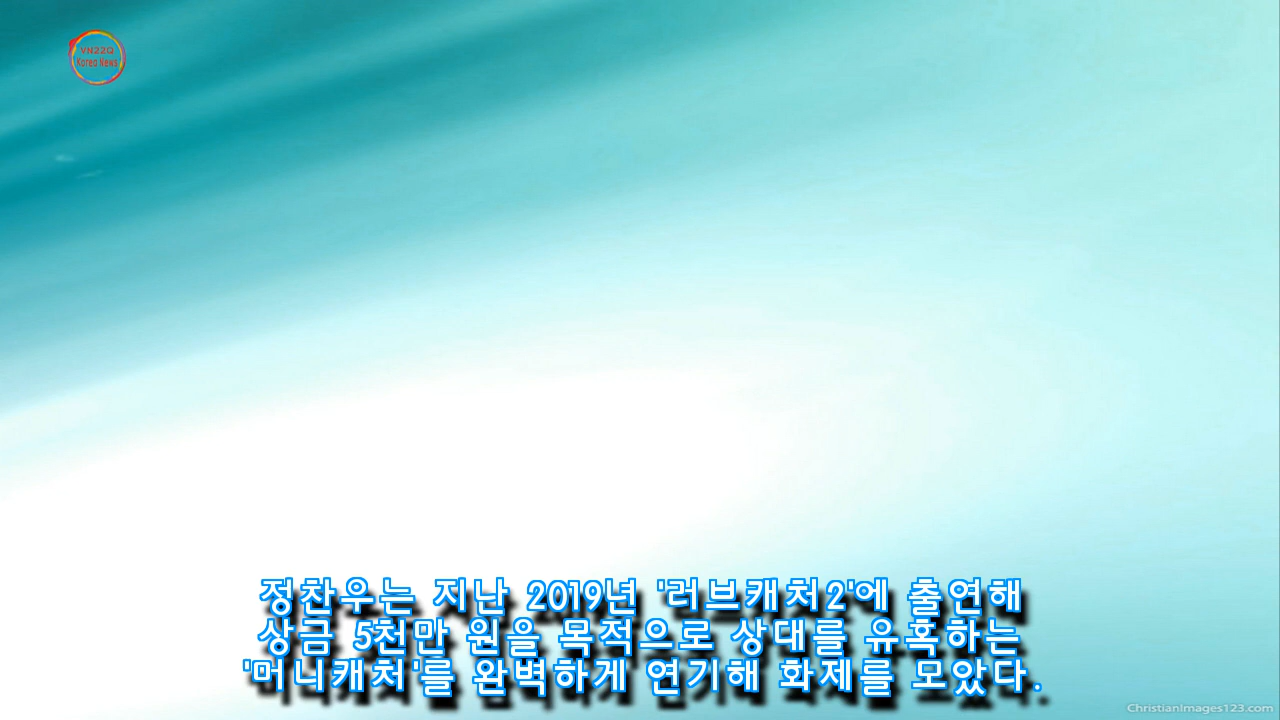 YN22Q
Korea News
정찬우는 지난 2019년 '러브캐처2'에 출연해
상금 5천만 원을 목적으로 상대를 유혹하는
'머니캐처'를 완벽하게 연기해 화제를 모았다.
ChristianImages123.com